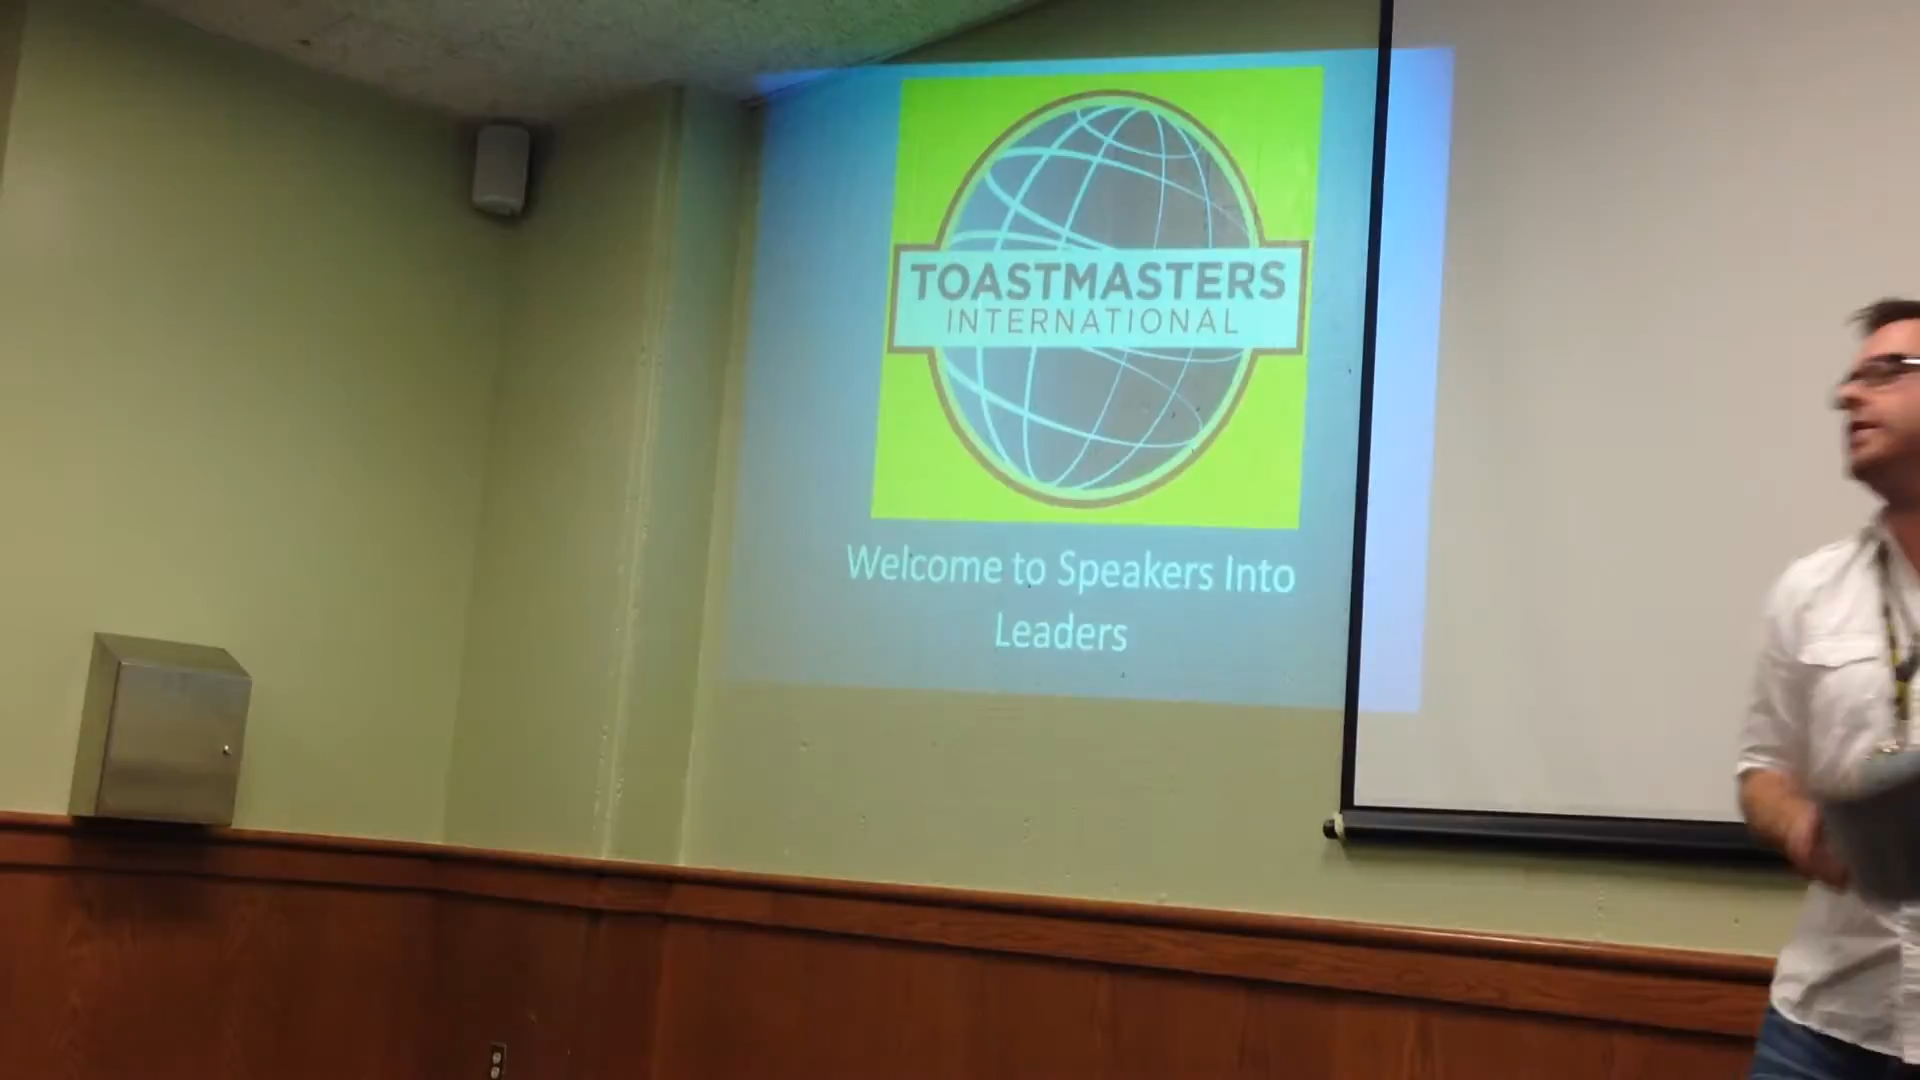 TOASTMASTERS
INTERNATIONAL
Welcome to Speakers Into
Leaders